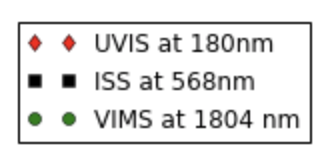 UVIS at 180nm
ISS at 568nm
VIMS at 1804 nm